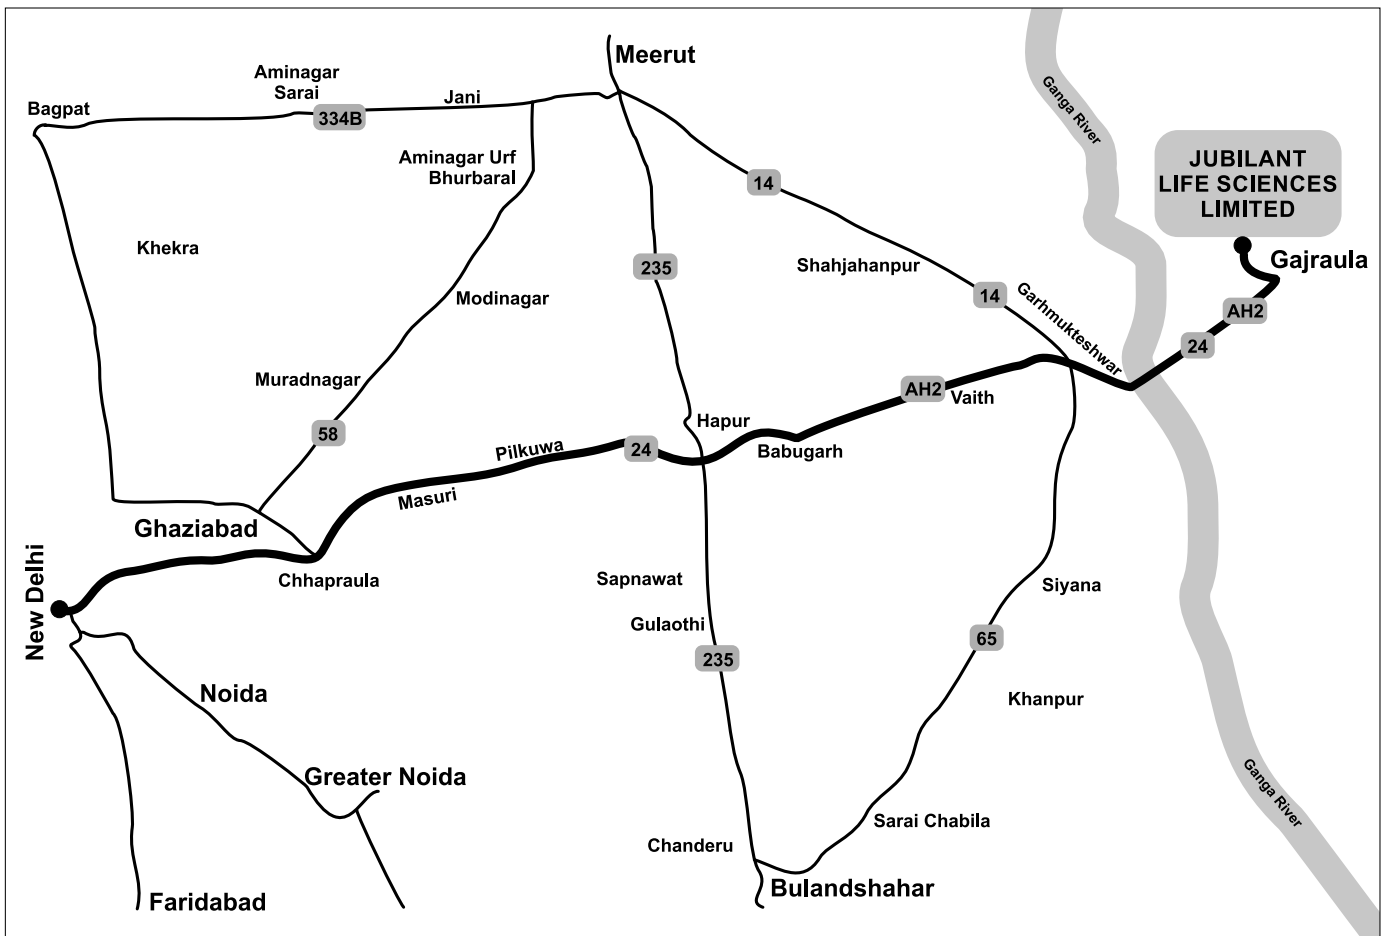 Meerut
Aminagar
Sarai
Jani
Bagpat
334B
Ganga River
JUBILANT
LIFE SCIENCES
LIMITED
Aminagar Urf
Bhurbaral
14
Khekra
235
Shahjahanpur
Gajraula
Modinagar
14
Garhmukteshwar
AH2
24
Muradnagar
AH2
Vaith
58
Hapur
Pilkuwa
24
Babugarh
Masuri
Ghaziabad
New Delhi
Chhapraula
Sapnawat
Siyana
Gulaothi
65
235
Noida
Khanpur
Greater Noida
Ganga River
Sarai Chabila
Chanderu
Bulandshahar
Faridabad